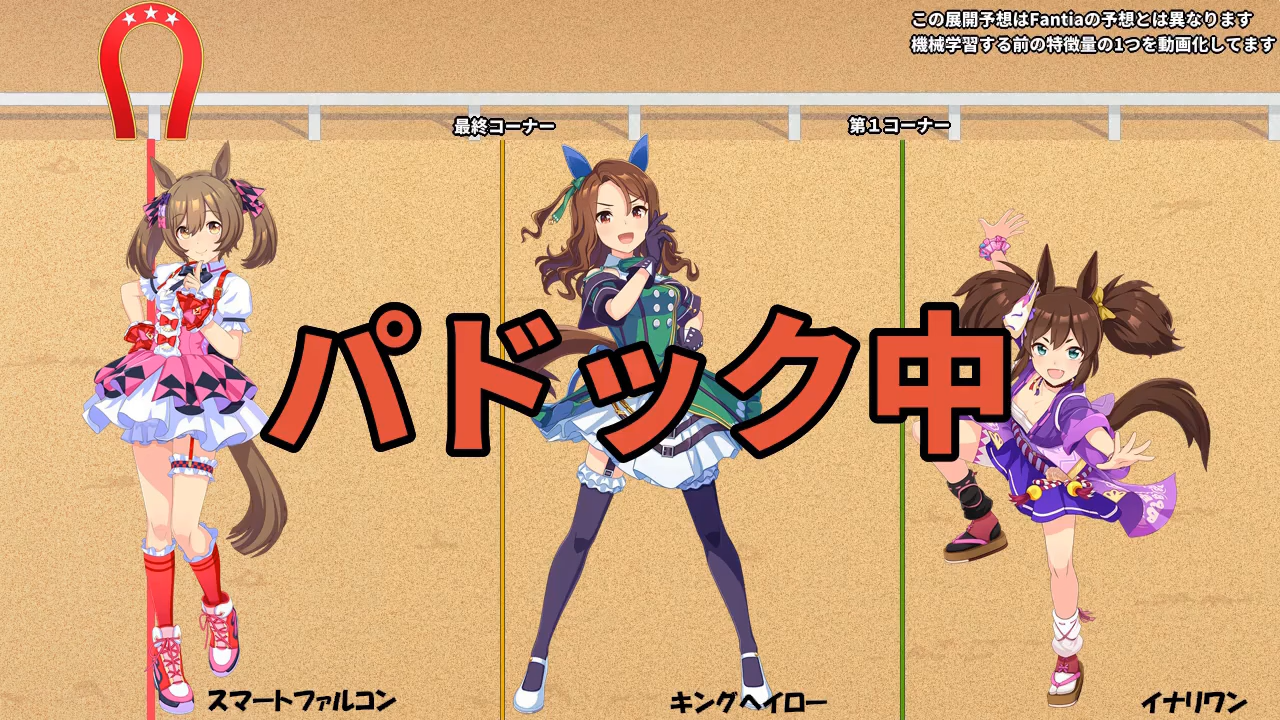 この展開予想はFantiaの予想とは異なります
機械学習する前の特徴量の1つを動画化してます
最終コーナー
第１コーナー
パドック中
スマートファルコン
キングヘイロー
イナリワン